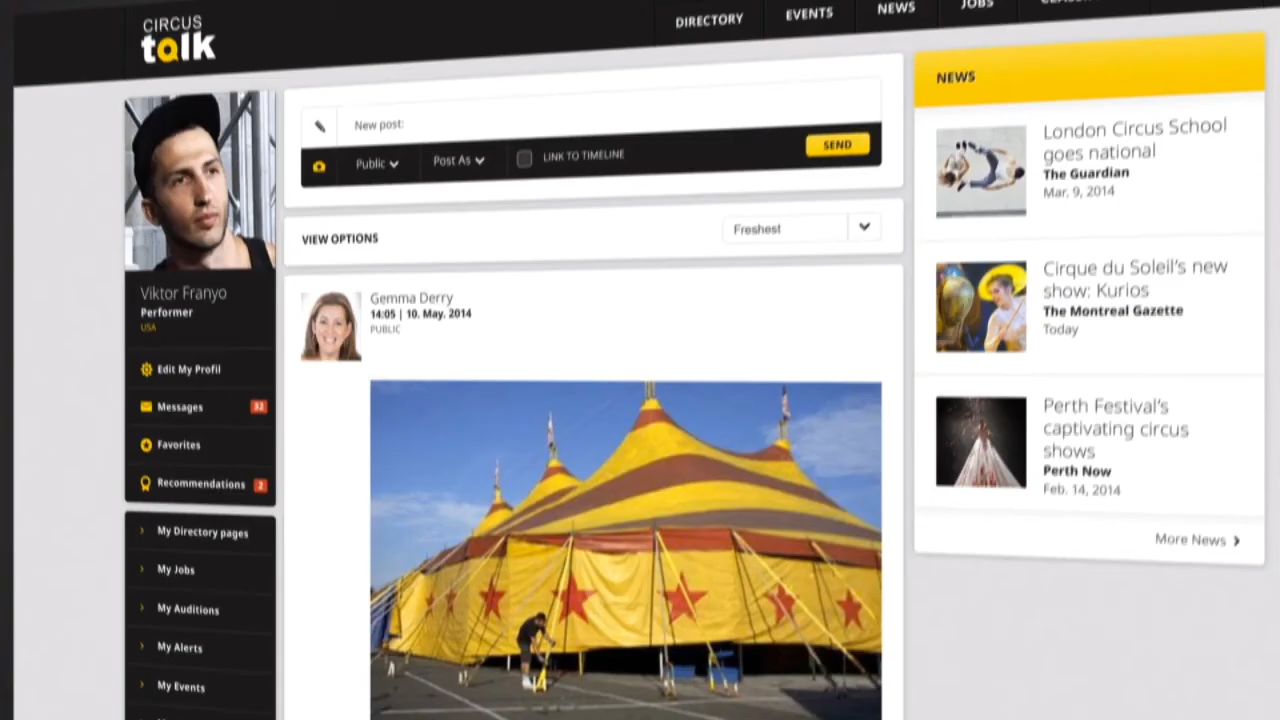 CIRCUS
talk
DIRECTORY
EVENTS
NEWS
JOBS
Viktor Franyo
Performer
USA
Edit My Profil
Messages 32
Favorites
Recommendations 2
My Directory pages
My Jobs
My Auditions
My Alerts
My Events
New post:
Public
Post As
LINK TO TIMELINE
SEND
VIEW OPTIONS
Freshest
Gemma Derry
14:05 | 10. May. 2014
PUBLIC
NEWS
London Circus School
goes national
The Guardian
Mar. 9, 2014
Cirque du Soleil's new
show: Kurios
The Montreal Gazette
Today
Perth Festival's
captivating circus
shows
Perth Now
Feb. 14, 2014
More News